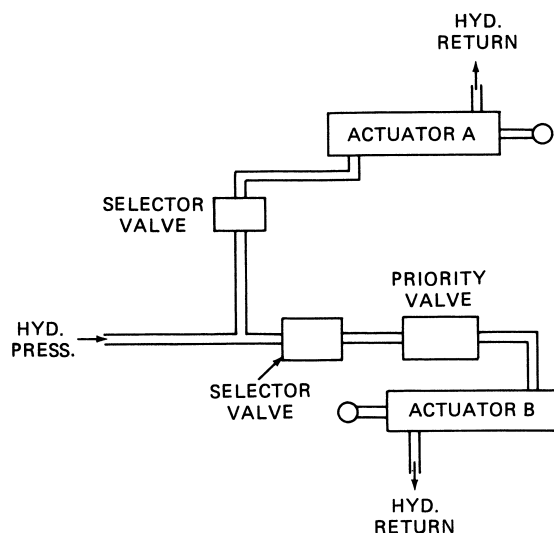 HYD.
RETURN
ACTUATOR A
SELECTOR
VALVE
PRIORITY
VALVE
HYD.
PRESS.
SELECTOR
VALVE
ACTUATOR B
HYD.
RETURN